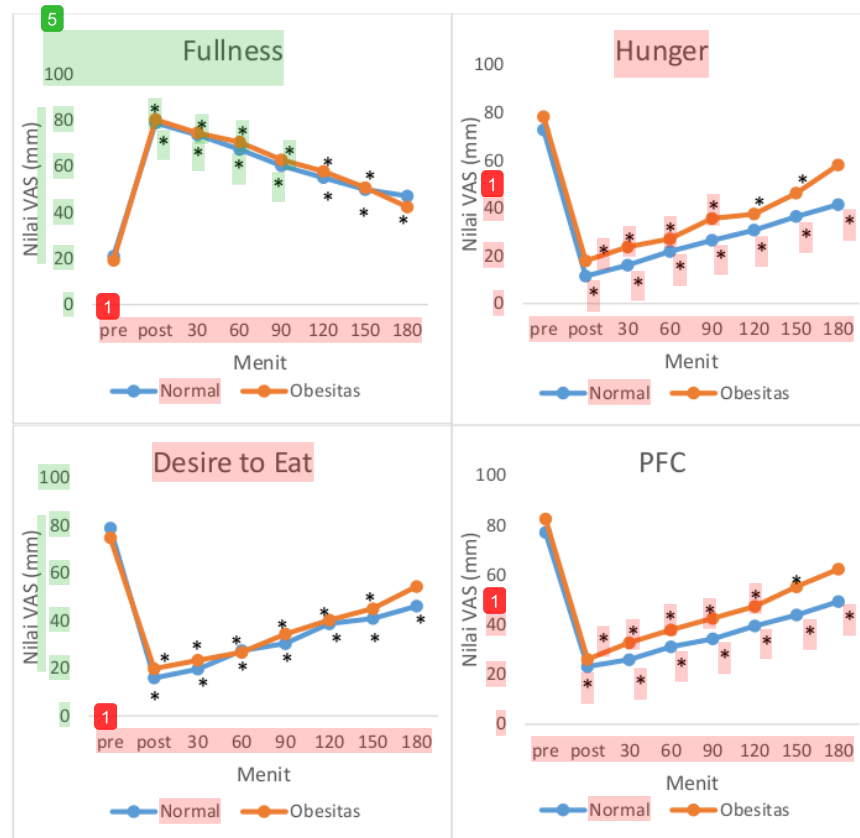 5
Fullness
100
80
60
40
20
0
Nilai VAS (mm)
* * * * * *
* * * * * * *
1
pre post 30 60 90 120 150 180
Menit
Normal Obesitas
Hunger
100
80
60
40
20
0
Nilai VAS (mm)
1
* * * * * *
* * * * * * *
pre post 30 60 90 120 150 180
Menit
Normal Obesitas
Desire to Eat
100
80
60
40
20
0
Nilai VAS (mm)
* * * * * *
* * * * * * *
1
pre post 30 60 90 120 150 180
Menit
Normal Obesitas
PFC
100
80
60
40
20
0
Nilai VAS (mm)
1
* * * * * *
* * * * * * *
pre post 30 60 90 120 150 180
Menit
Normal Obesitas